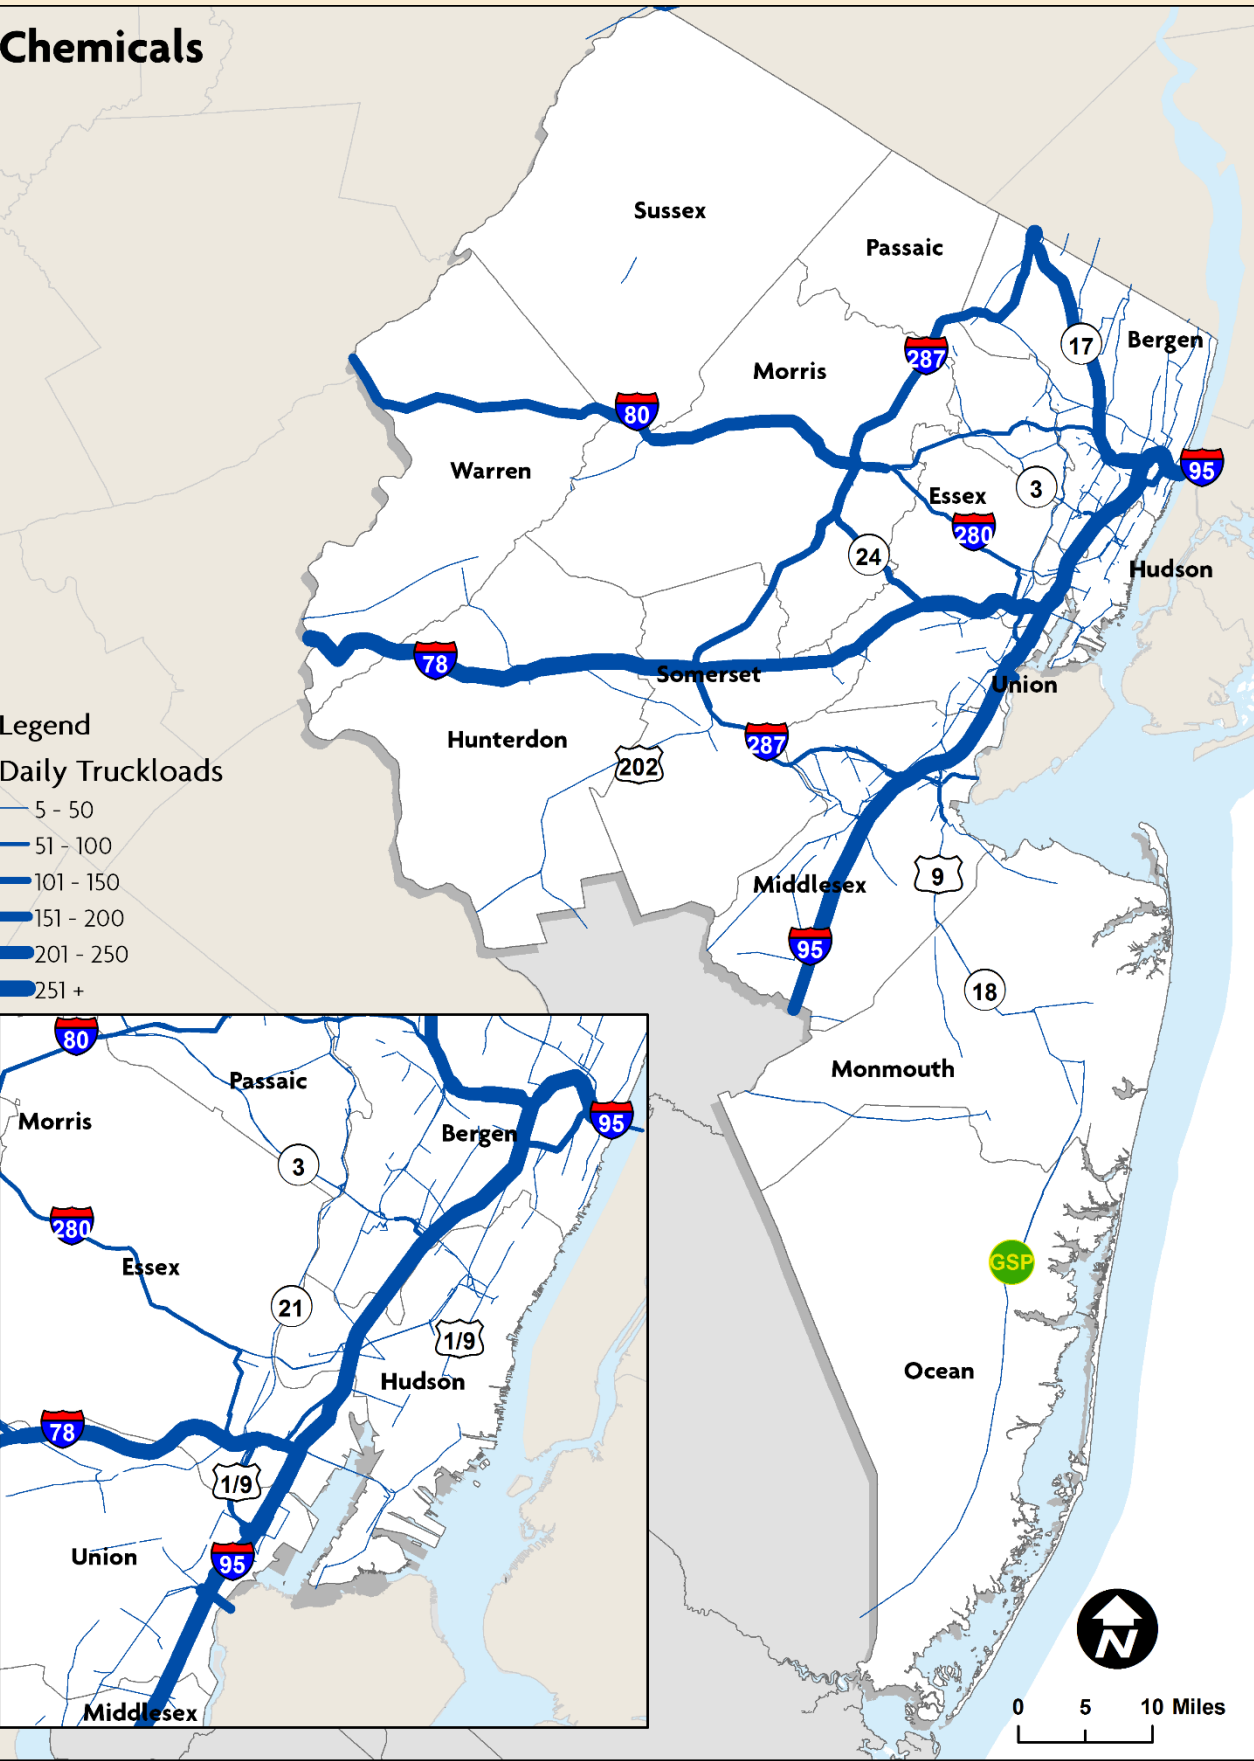 Chemicals
Sussex
Passaic
17
Bergen
287
Morris
80
95
Warren
Essex
3
280
24
Hudson
78
Somerset
Union
Legend
Hunterdon
287
202
Daily Truckloads
5 - 50
51 - 100
101 - 150
151 - 200
201 - 250
251 +
9
Middlesex
95
18
Monmouth
GSP
Ocean
80
Passaic
Morris
Bergen
95
3
280
Essex
21
1/9
Hudson
78
1/9
Union
95
Middlesex
N
0 5 10 Miles